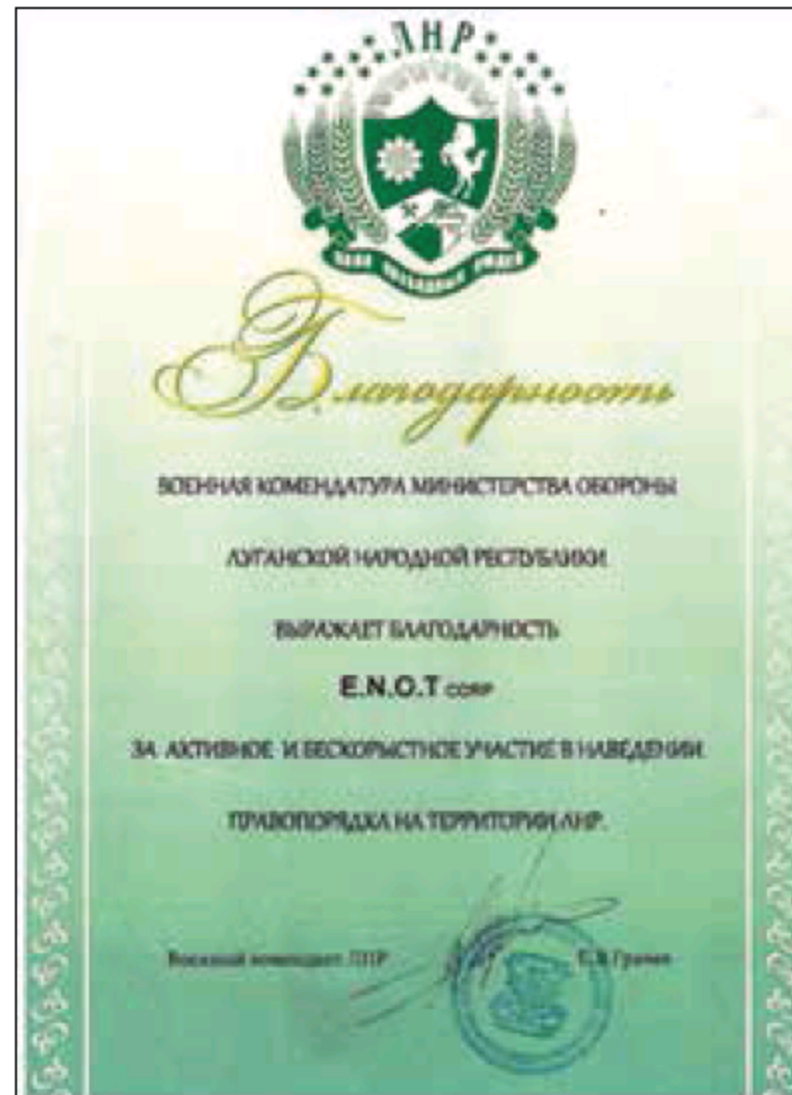 ЛНР
Благодарность
ВОЕННАЯ КОМЕНДАТУРА МИНИСТЕРСТВА ОБОРОНЫ
ЛУГАНСКОЙ НАРОДНОЙ РЕСПУБЛИКИ
ВЫРАЖАЕТ БЛАГОДАРНОСТЬ
E.N.O.T CORP
ЗА АКТИВНОЕ И БЕСКОРЫСТНОЕ УЧАСТИЕ В НАВЕДЕНИИ
ПРАВОПОРЯДКА НА ТЕРРИТОРИИ ЛНР.
Военный комендант ЛНР